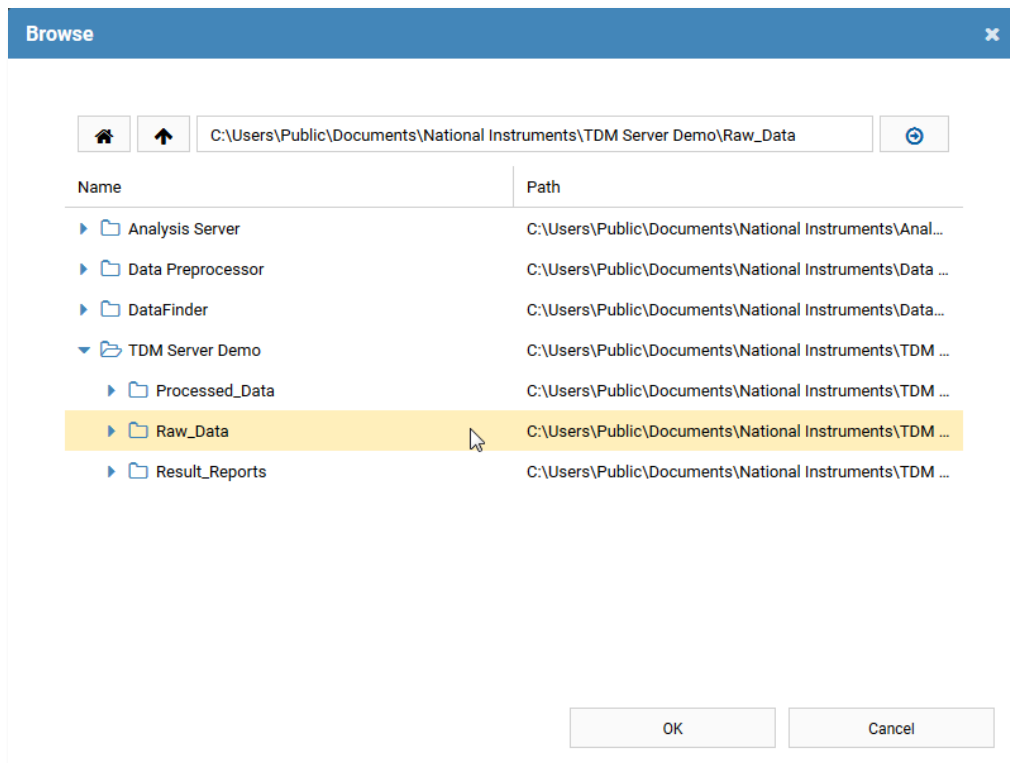 Browse
C:\Users\Public\Documents\National Instruments\TDM Server Demo\Raw_Data
Name Path
Analysis Server C:\Users\Public\Documents\National Instruments\Anal...
Data Preprocessor C:\Users\Public\Documents\National Instruments\Data ...
DataFinder C:\Users\Public\Documents\National Instruments\Data...
TDM Server Demo C:\Users\Public\Documents\National Instruments\TDM ...
Processed_Data C:\Users\Public\Documents\National Instruments\TDM ...
Raw_Data C:\Users\Public\Documents\National Instruments\TDM ...
Result_Reports C:\Users\Public\Documents\National Instruments\TDM ...
OK Cancel